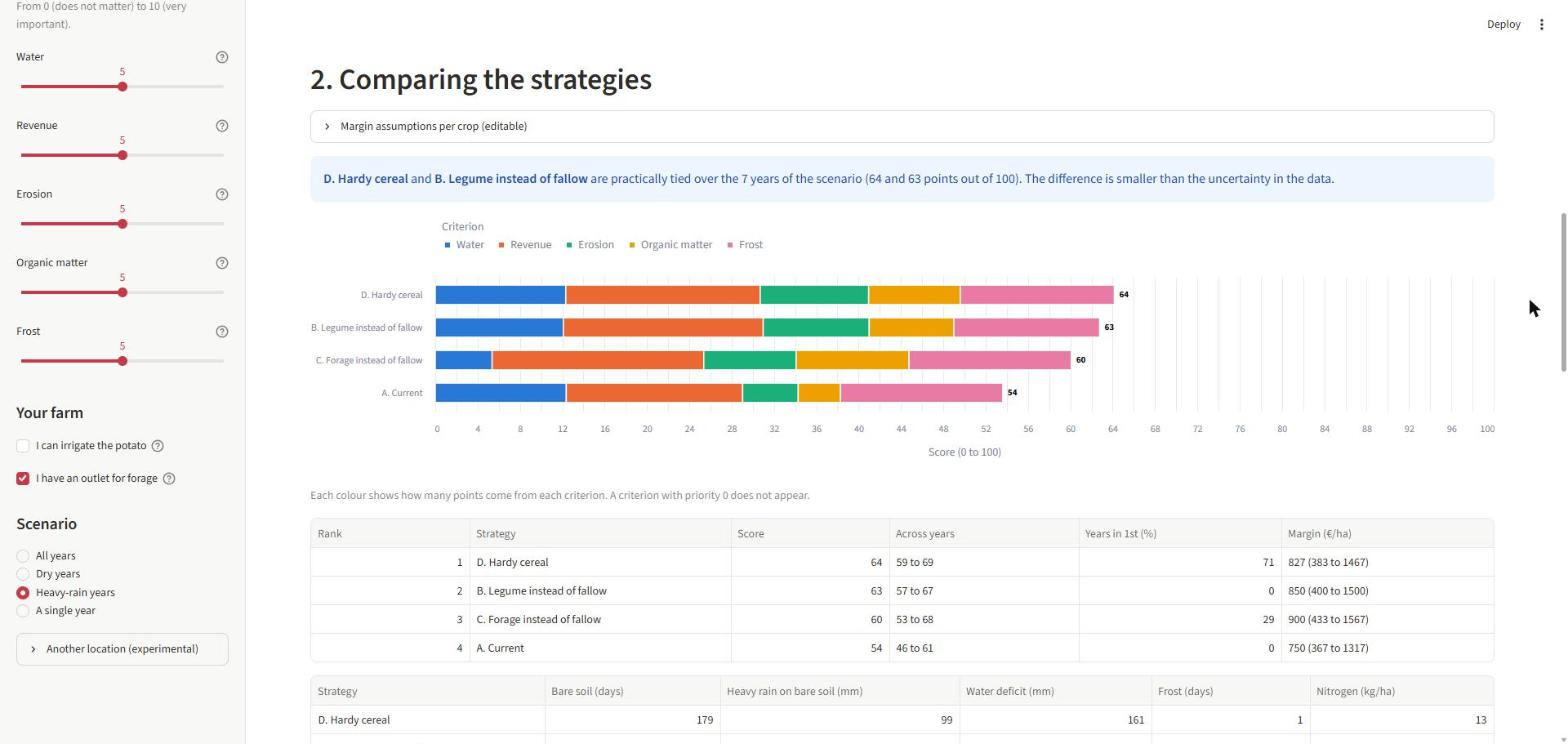 From 0 (does not matter) to 10 (very
important).
Water
5
Revenue
5
Erosion
5
Organic matter
5
Frost
5
Your farm
I can irrigate the potato
I have an outlet for forage
Scenario
All years
Dry years
Heavy-rain years
A single year
Another location (experimental)
Deploy
2. Comparing the strategies
Margin assumptions per crop (editable)
D. Hardy cereal and B. Legume instead of fallow are practically tied over the 7 years of the scenario (64 and 63 points out of 100). The difference is smaller than the uncertainty in the data.
Criterion
Water Revenue Erosion Organic matter Frost
D. Hardy cereal 64
B. Legume instead of fallow 63
C. Forage instead of fallow 60
A. Current 54
0 4 8 12 16 20 24 28 32 36 40 44 48 52 56 60 64 68 72 76 80 84 88 92 96 100
Score (0 to 100)
Each colour shows how many points come from each criterion. A criterion with priority 0 does not appear.
Rank Strategy Score Across years Years in 1st (%) Margin (€/ha)
1 D. Hardy cereal 64 59 to 69 71 827 (383 to 1467)
2 B. Legume instead of fallow 63 57 to 67 0 850 (400 to 1500)
3 C. Forage instead of fallow 60 53 to 68 29 900 (433 to 1567)
4 A. Current 54 46 to 61 0 750 (367 to 1317)
Strategy Bare soil (days) Heavy rain on bare soil (mm) Water deficit (mm) Frost (days) Nitrogen (kg/ha)
D. Hardy cereal 179 99 161 1 13